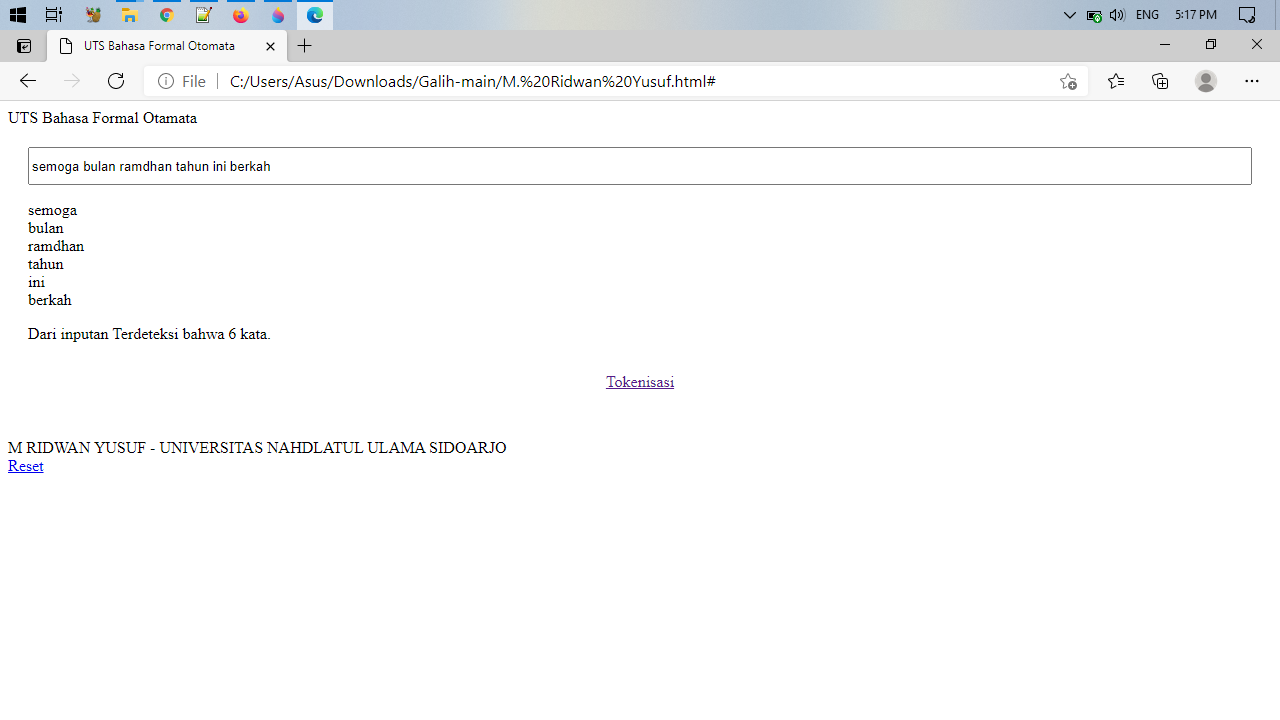 ENG 5:17 PM
UTS Bahasa Formal Otomata
File C:/Users/Asus/Downloads/Galih-main/M.%20Ridwan%20Yusuf.html#
UTS Bahasa Formal Otamata
semoga bulan ramdhan tahun ini berkah
semoga
bulan
ramdhan
tahun
ini
berkah
Dari inputan Terdeteksi bahwa 6 kata.
Tokenisasi
M RIDWAN YUSUF - UNIVERSITAS NAHDLATUL ULAMA SIDOARJO
Reset